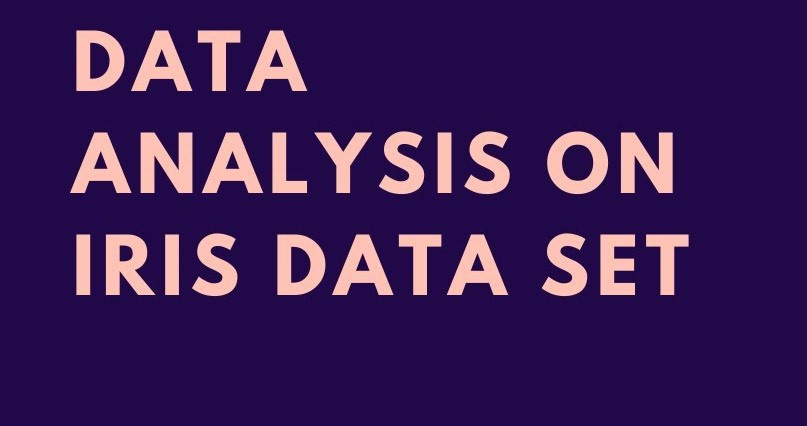 DATA
ANALYSIS ON
IRIS DATA SET